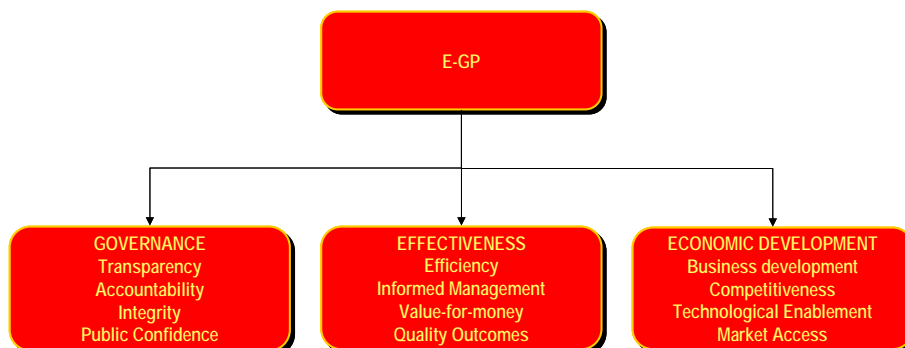 E-GP
GOVERNANCE
Transparency
Accountability
Integrity
Public Confidence
EFFECTIVENESS
Efficiency
Informed Management
Value-for-money
Quality Outcomes
ECONOMIC DEVELOPMENT
Business development
Competitiveness
Technological Enablement
Market Access